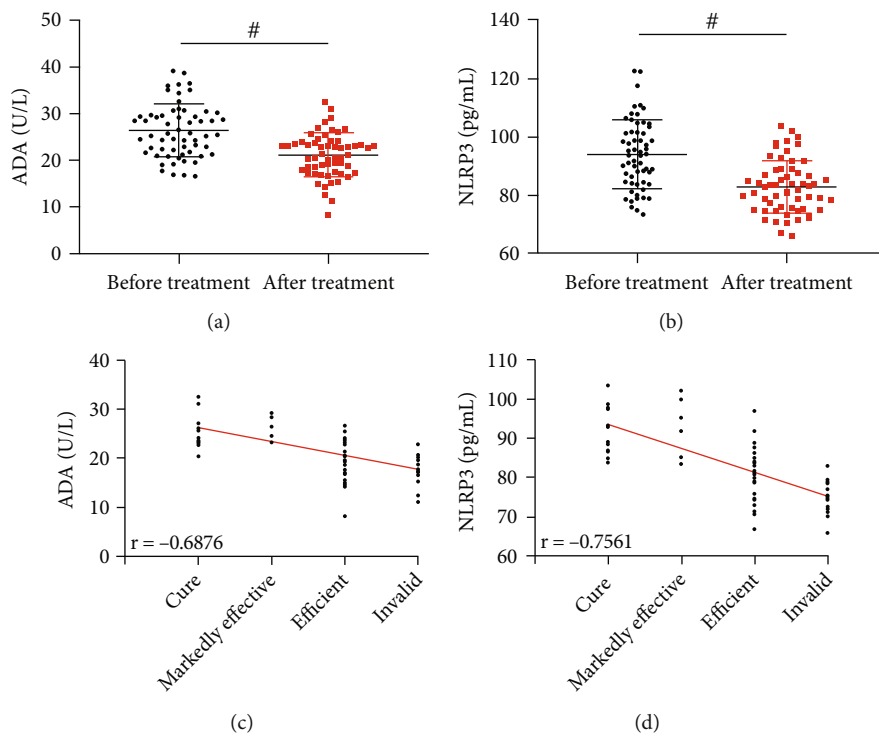 #
ADA (U/L)
50
40
30
20
10
0
Before treatment After treatment
(a)
#
NLRP3 (pg/mL)
140
120
100
80
60
Before treatment After treatment
(b)
ADA (U/L)
40
30
20
10
0
r = –0.6876
Cure
Markedly effective
Efficient
Invalid
(c)
NLRP3 (pg/mL)
110
100
90
80
70
60
r = –0.7561
Cure
Markedly effective
Efficient
Invalid
(d)